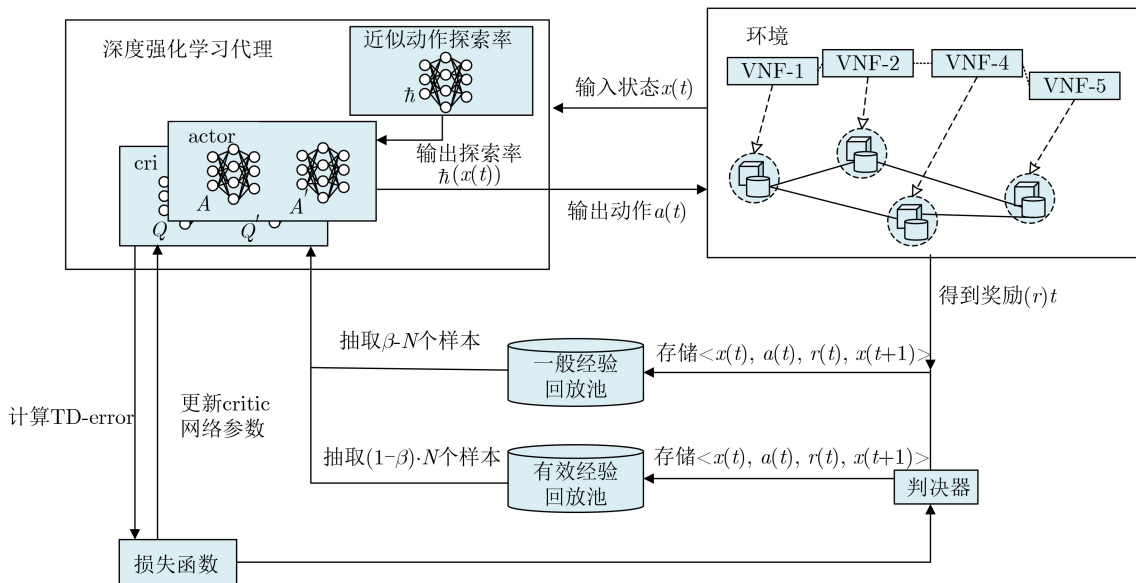 深度强化学习代理
近似动作探索率
ħ
actor
cri
A
A′
Q
Q′
输入状态x(t)
输出探索率
ħ(x(t))
输出动作a(t)
环境
VNF-1
VNF-2
VNF-4
VNF-5
得到奖励(r)t
抽取β-N个样本
一般经验
回放池
存储<x(t), a(t), r(t), x(t+1)>
计算TD-error
更新critic
网络参数
抽取(1-β)·N个样本
有效经验
回放池
存储<x(t), a(t), r(t), x(t+1)>
判决器
损失函数